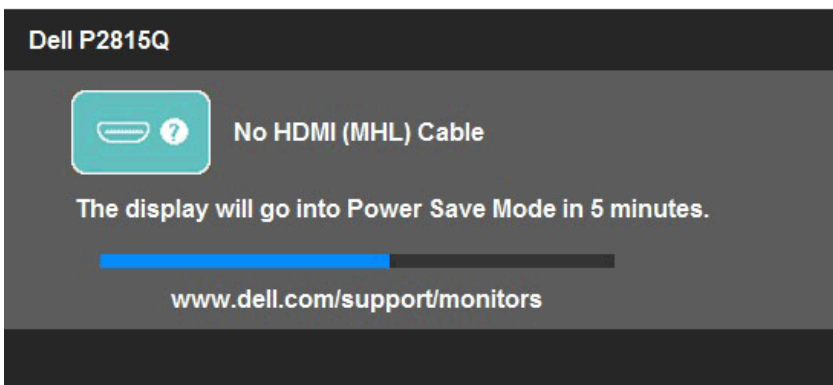 Dell P2815Q
?
No HDMI (MHL) Cable
The display will go into Power Save Mode in 5 minutes.
www.dell.com/support/monitors